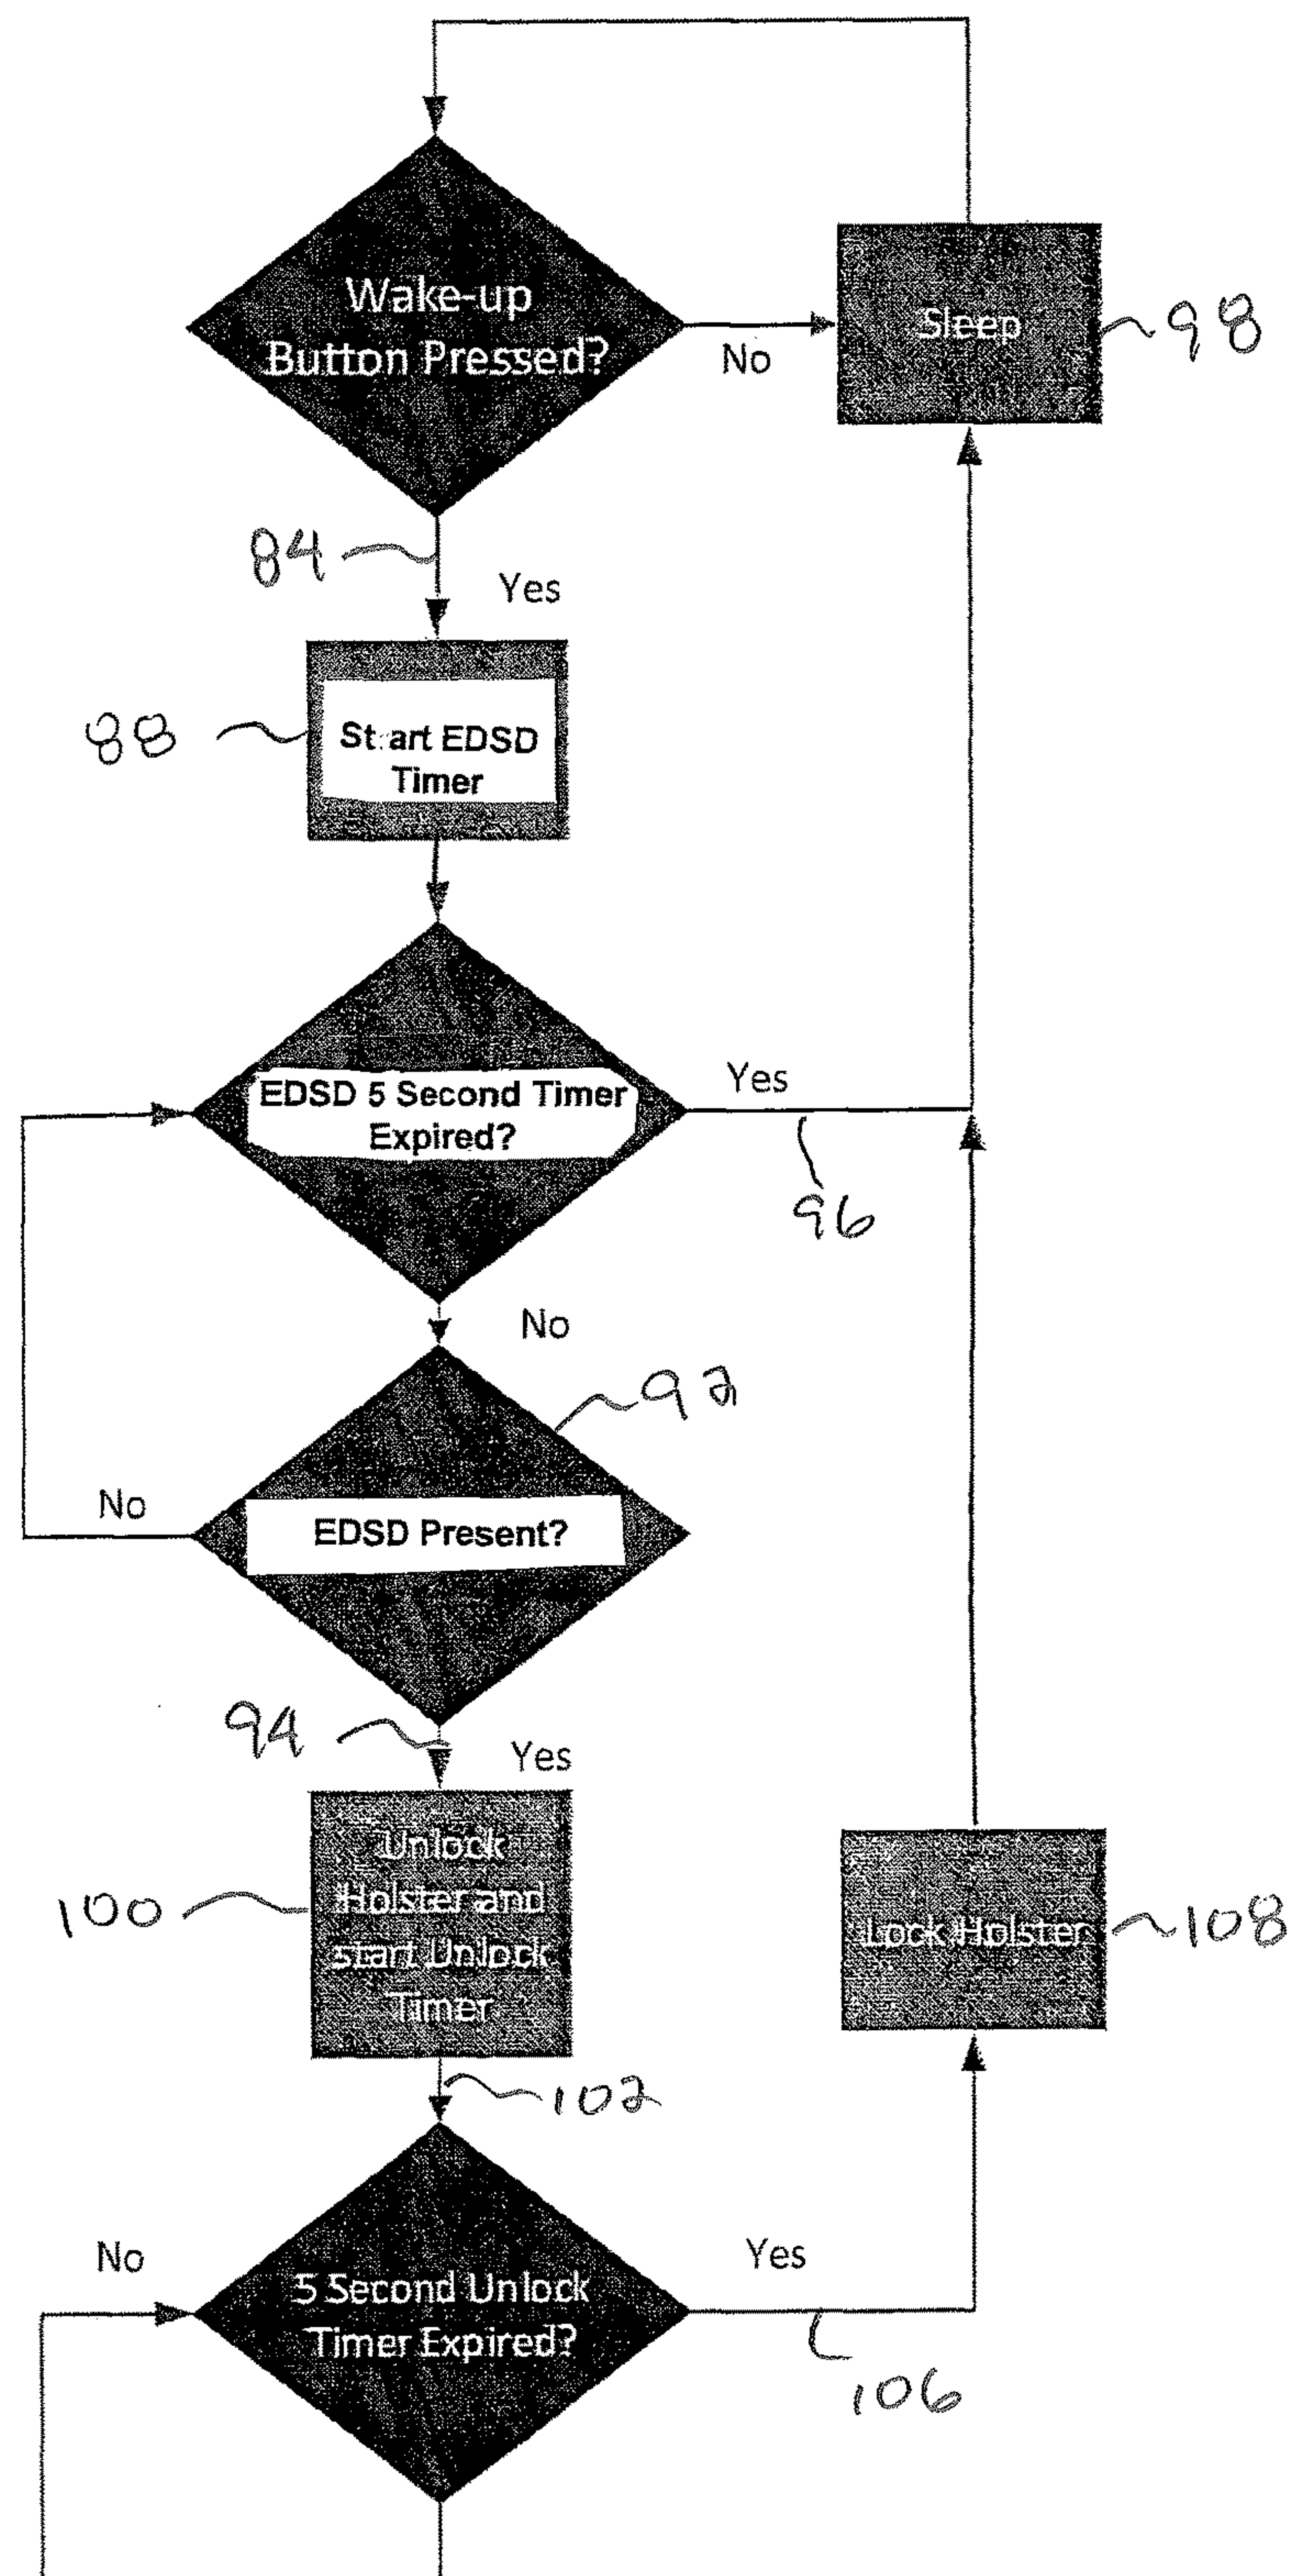 Wake-up
Button Pressed?
No
Sleep
98
84
Yes
88
Start EDSD
Timer
EDSD 5 Second Timer
Expired?
Yes
96
No
92
No
EDSD Present?
94
Yes
100
Unlock
Holster and
start Unlock
Timer
Lock Holster
108
102
No
5 Second Unlock
Timer Expired?
Yes
106